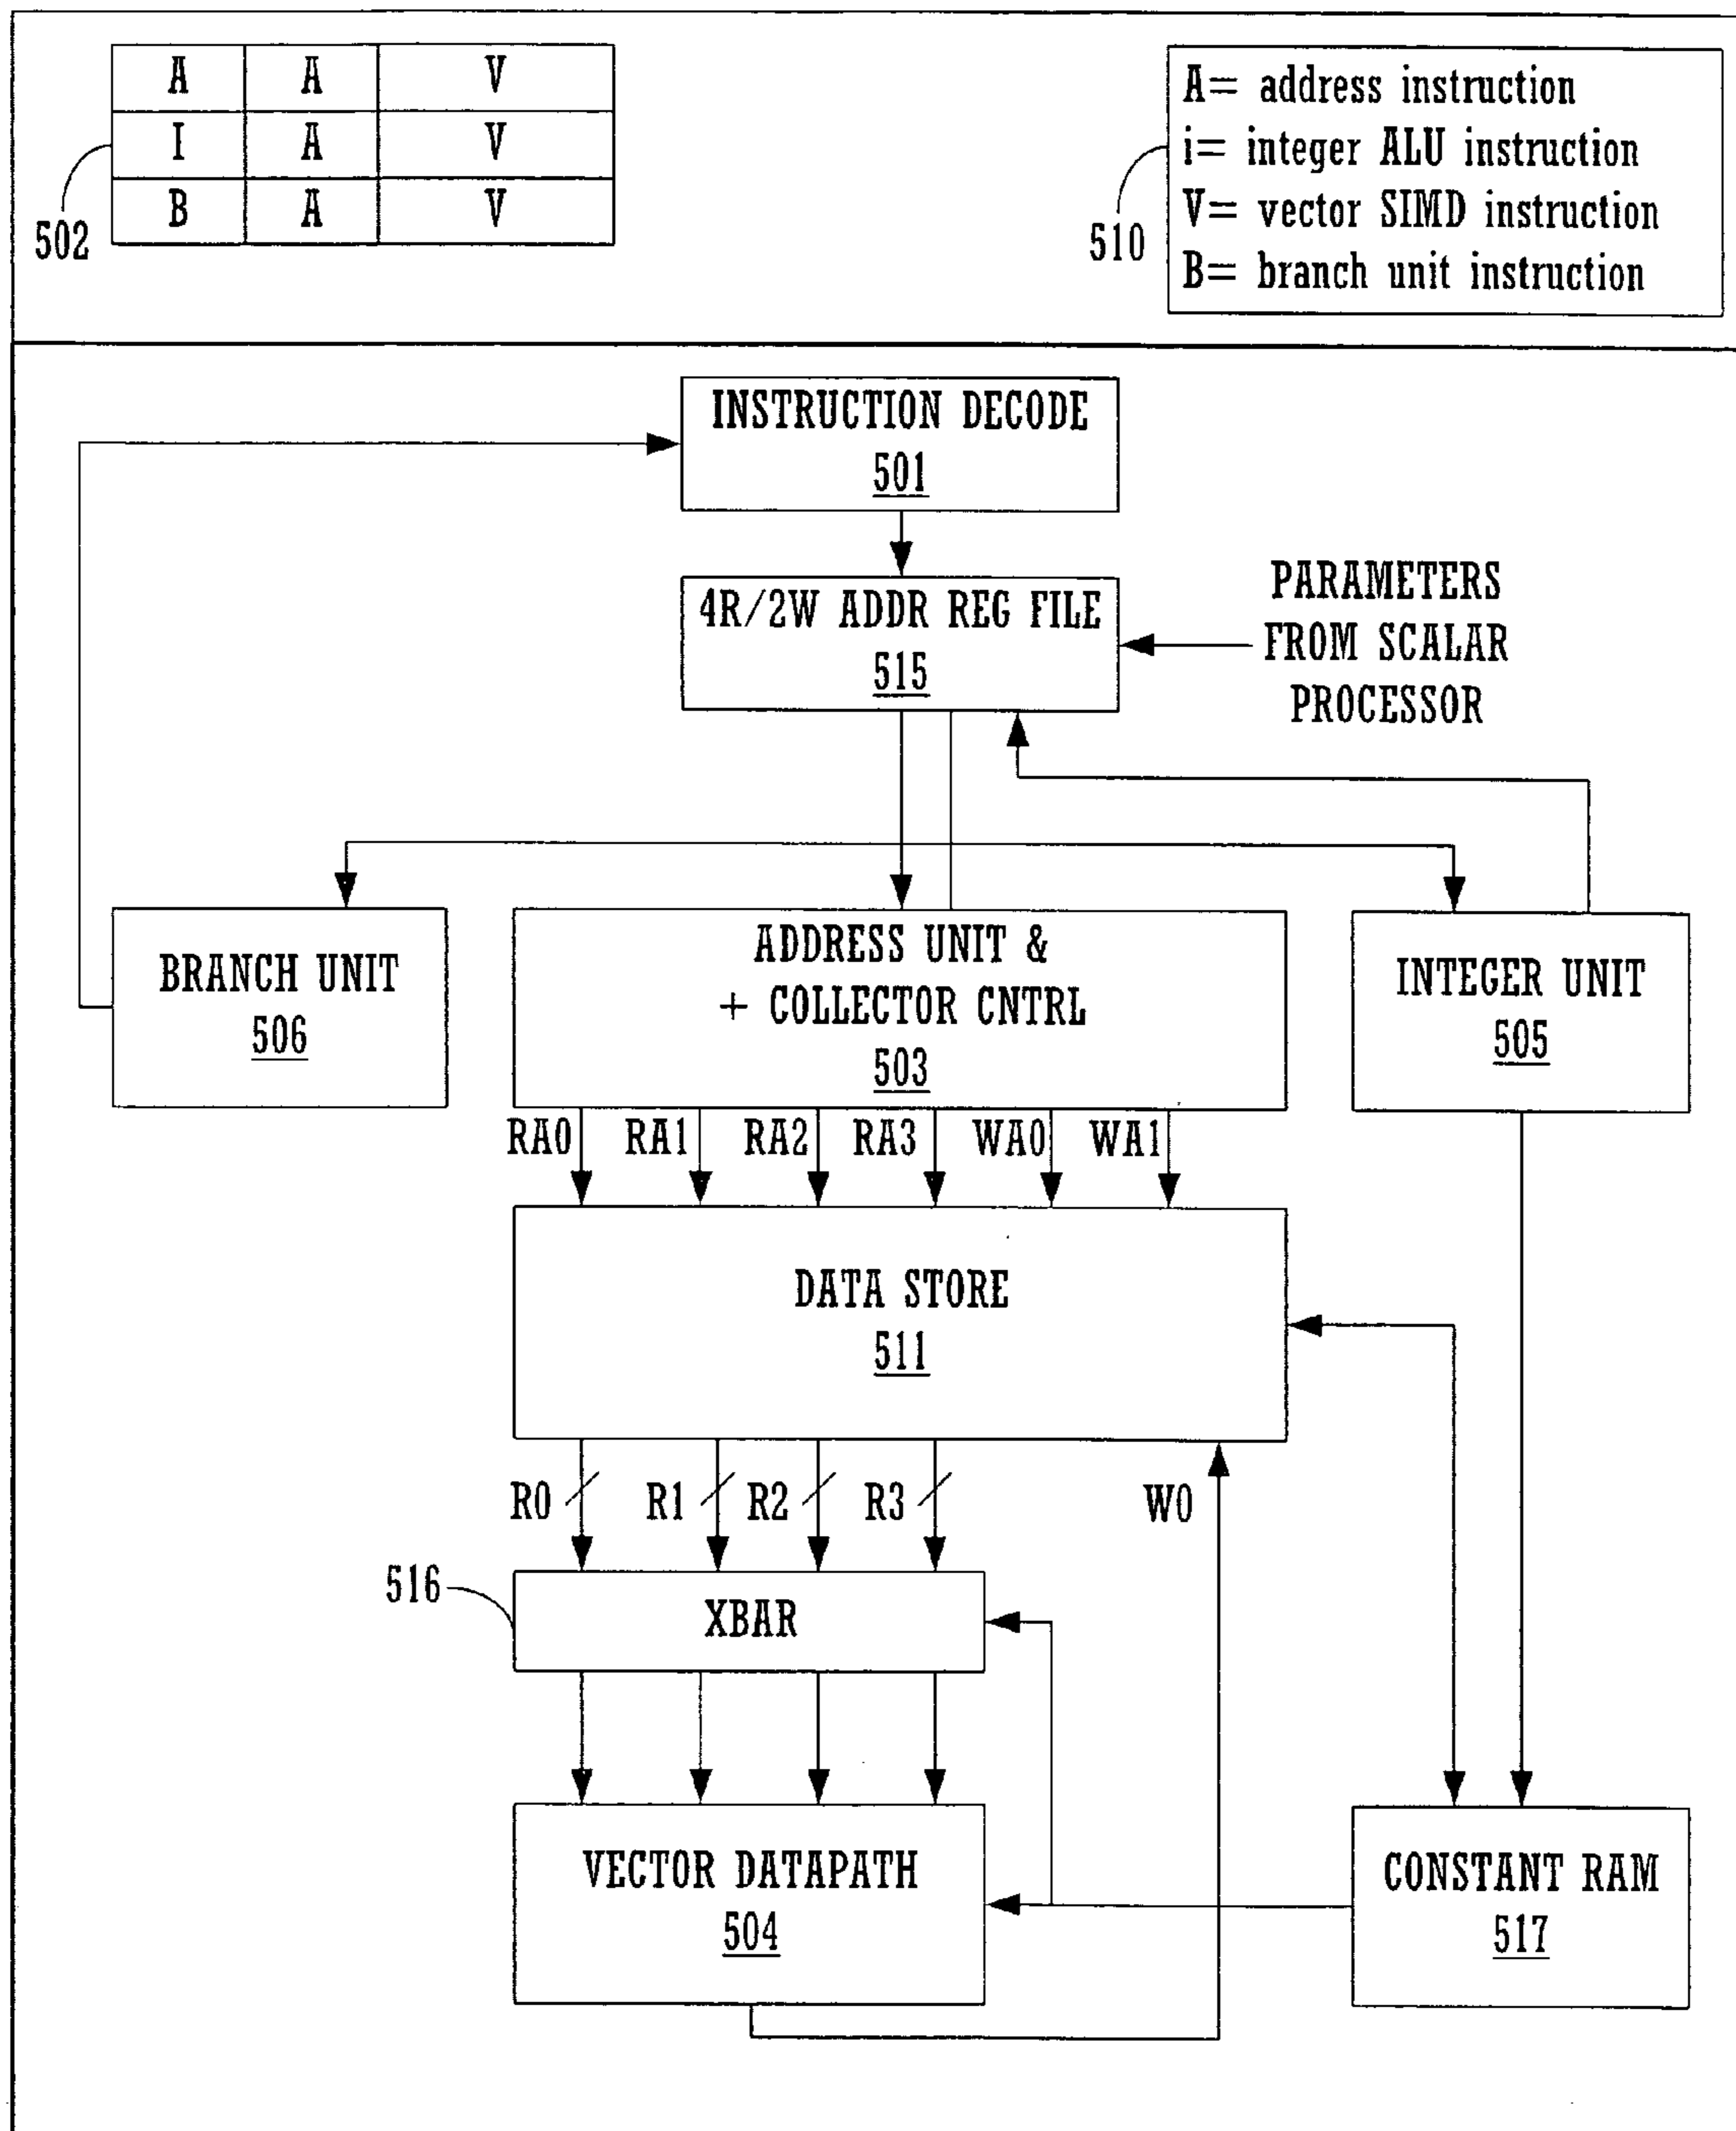 A A V
I A V
B A V
502
A= address instruction
i= integer ALU instruction
V= vector SIMD instruction
B= branch unit instruction
510
INSTRUCTION DECODE
501
4R/2W ADDR REG FILE
515
PARAMETERS
FROM SCALAR
PROCESSOR
BRANCH UNIT
506
ADDRESS UNIT &
+ COLLECTOR CNTRL
503
INTEGER UNIT
505
RA0 RA1 RA2 RA3 WA0 WA1
DATA STORE
511
R0 R1 R2 R3 W0
516
XBAR
VECTOR DATAPATH
504
CONSTANT RAM
517